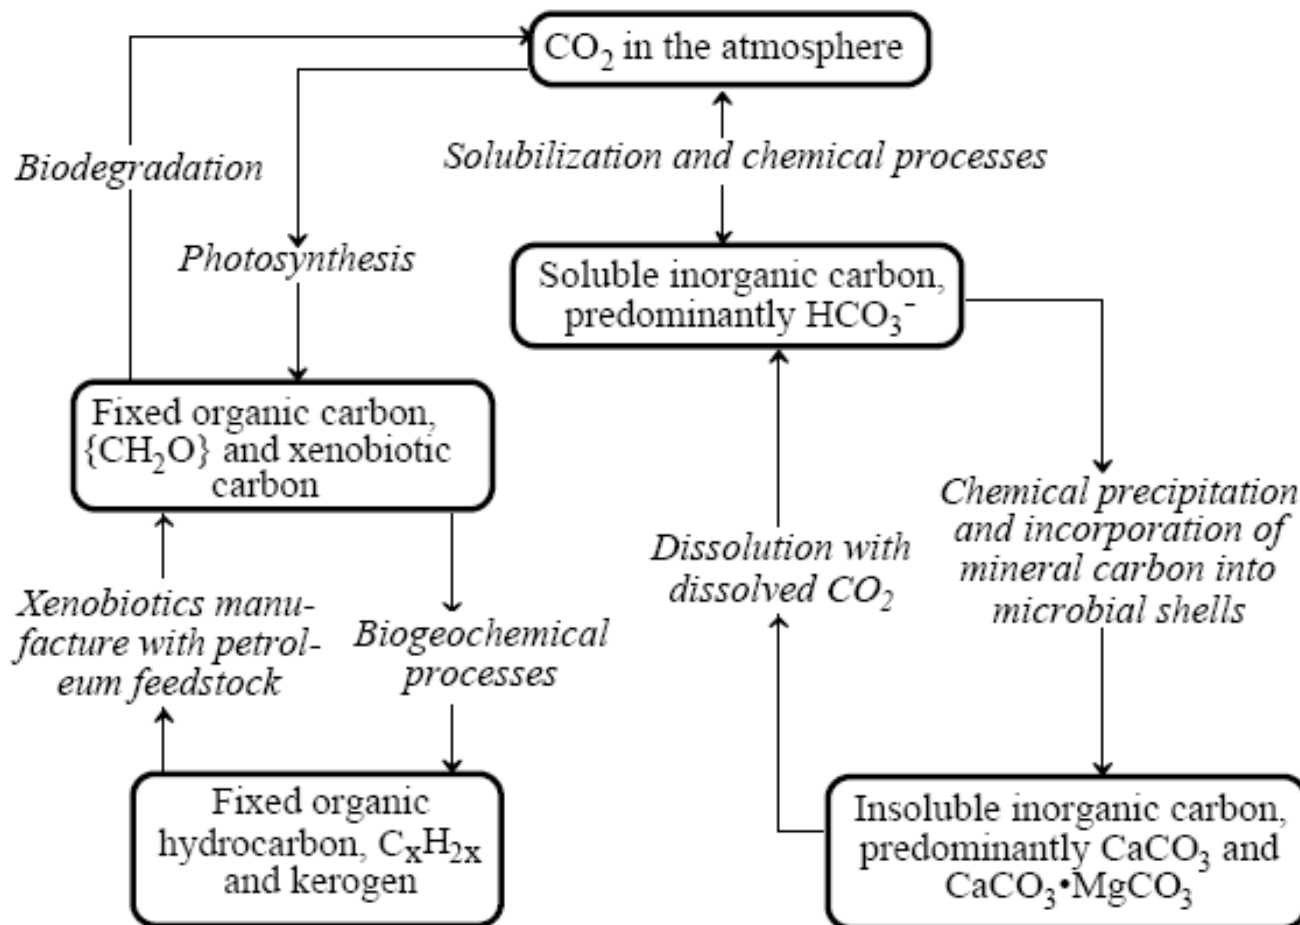 CO₂ in the atmosphere
Biodegradation
Solubilization and chemical processes
Photosynthesis
Soluble inorganic carbon,
predominantly HCO₃⁻
Fixed organic carbon,
{CH₂O} and xenobiotic
carbon
Chemical precipitation
and incorporation of
mineral carbon into
microbial shells
Dissolution with
dissolved CO₂
Xenobiotics manu-
facture with petrol-
eum feedstock
Biogeochemical
processes
Fixed organic
hydrocarbon, CₓH₂ₓ
and kerogen
Insoluble inorganic carbon,
predominantly CaCO₃ and
CaCO₃•MgCO₃